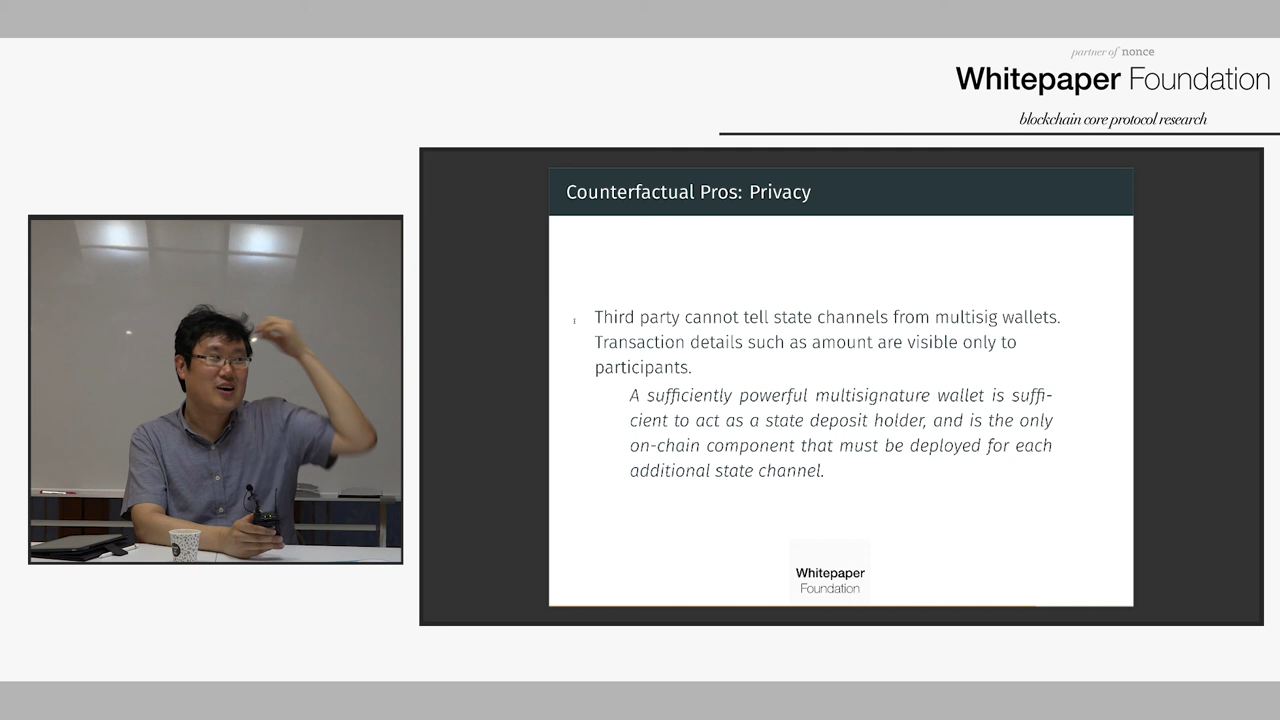 partner of nonce
Whitepaper Foundation
blockchain core protocol research
Counterfactual Pros: Privacy
Third party cannot tell state channels from multisig wallets.
Transaction details such as amount are visible only to
participants.
A sufficiently powerful multisignature wallet is suffi-
cient to act as a state deposit holder, and is the only
on-chain component that must be deployed for each
additional state channel.
Whitepaper
Foundation